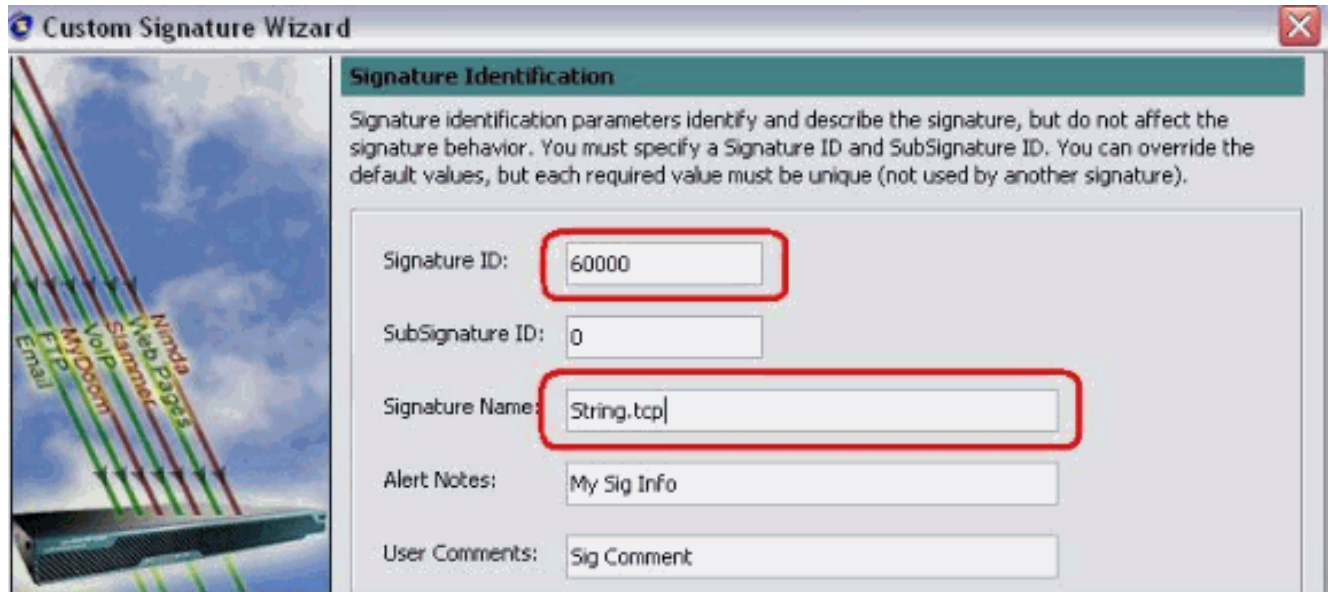 Custom Signature Wizard
Signature Identification
Signature identification parameters identify and describe the signature, but do not affect the
signature behavior. You must specify a Signature ID and SubSignature ID. You can override the
default values, but each required value must be unique (not used by another signature).
Signature ID: 60000
SubSignature ID: 0
Signature Name: String.tcp
Alert Notes: My Sig Info
User Comments: Sig Comment
Nimda
Web Pages
Slammer
VoIP
MyDoom
FTP
Email